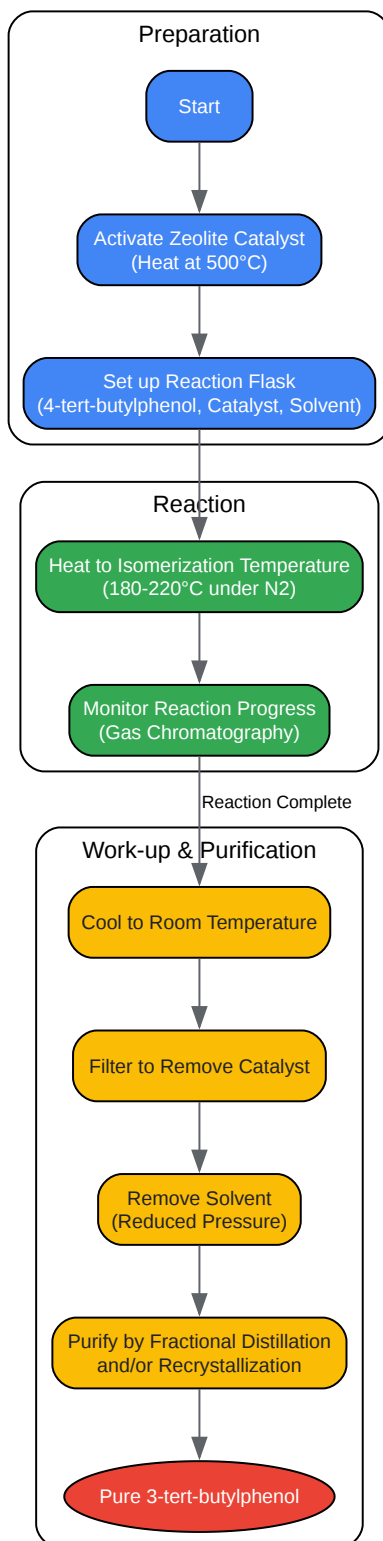 Preparation
Start
Activate Zeolite Catalyst
(Heat at 500°C)
Set up Reaction Flask
(4-tert-butylphenol, Catalyst, Solvent)
Reaction
Heat to Isomerization Temperature
(180-220°C under N2)
Monitor Reaction Progress
(Gas Chromatography)
Reaction Complete
Work-up & Purification
Cool to Room Temperature
Filter to Remove Catalyst
Remove Solvent
(Reduced Pressure)
Purify by Fractional Distillation
and/or Recrystallization
Pure 3-tert-butylphenol